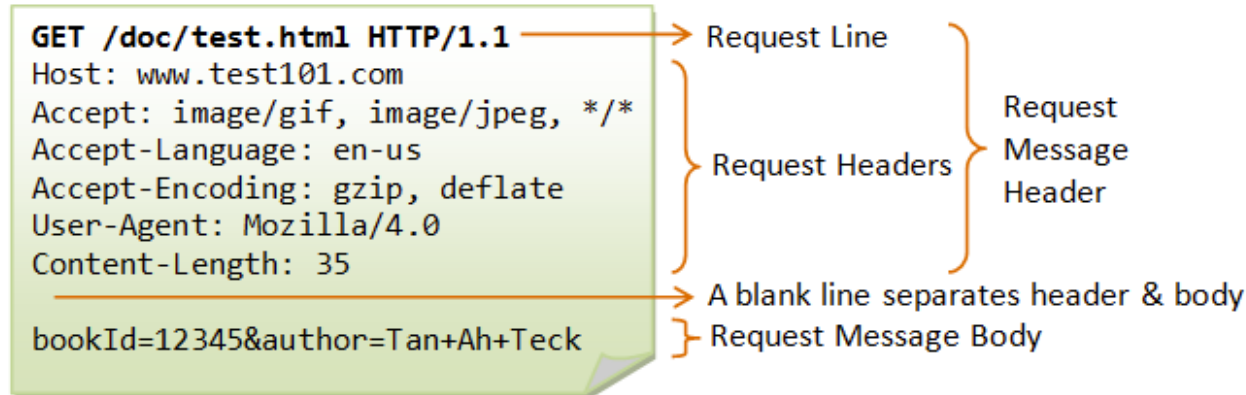 GET /doc/test.html HTTP/1.1
Host: www.test101.com
Accept: image/gif, image/jpeg, */*
Accept-Language: en-us
Accept-Encoding: gzip, deflate
User-Agent: Mozilla/4.0
Content-Length: 35
bookId=12345&author=Tan+Ah+Teck
Request Line
Request Headers
Request
Message
Header
A blank line separates header & body
Request Message Body